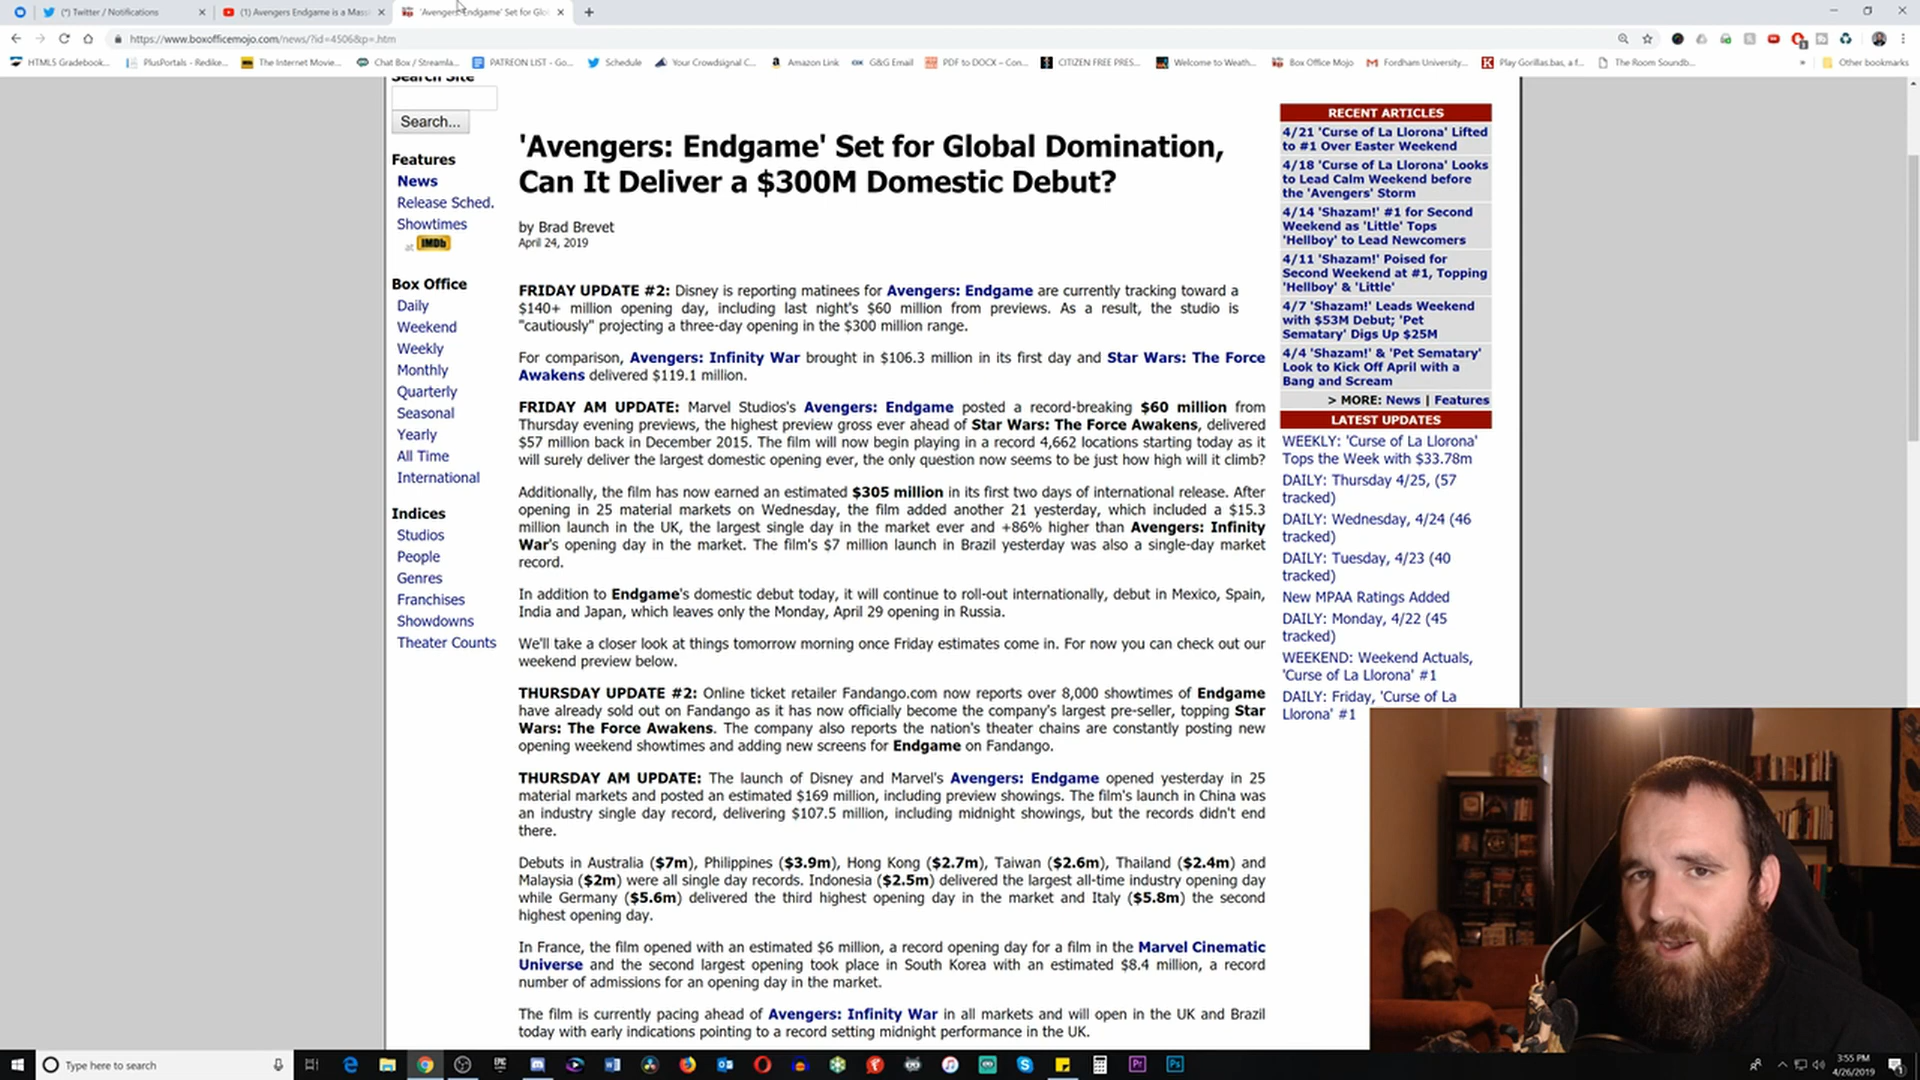 (*) Twitter / Notifications
(1) Avengers Endgame is a Mass
'Avengers: Endgame' Set for Glo
https://www.boxofficemojo.com/news/?id=4506&p=.htm
HTML5 Gradebook...
PlusPortals - Redike...
The Internet Movie...
Chat Box / Streamla...
PATREON LIST - Go...
Schedule
Your Crowdsignal C...
Amazon Link
G&G Email
PDF to DOCX – Con...
CITIZEN FREE PRES...
Welcome to Weath...
Box Office Mojo
Fordham University...
Play Gorillas.bas, a f...
The Room Soundb...
Other bookmarks
Search Site
Search...
Features
News
Release Sched.
Showtimes
at IMDb
Box Office
Daily
Weekend
Weekly
Monthly
Quarterly
Seasonal
Yearly
All Time
International
Indices
Studios
People
Genres
Franchises
Showdowns
Theater Counts
'Avengers: Endgame' Set for Global Domination,
Can It Deliver a $300M Domestic Debut?
by Brad Brevet
April 24, 2019
FRIDAY UPDATE #2: Disney is reporting matinees for Avengers: Endgame are currently tracking toward a
$140+ million opening day, including last night's $60 million from previews. As a result, the studio is
"cautiously" projecting a three-day opening in the $300 million range.
For comparison, Avengers: Infinity War brought in $106.3 million in its first day and Star Wars: The Force
Awakens delivered $119.1 million.
FRIDAY AM UPDATE: Marvel Studios's Avengers: Endgame posted a record-breaking $60 million from
Thursday evening previews, the highest preview gross ever ahead of Star Wars: The Force Awakens, delivered
$57 million back in December 2015. The film will now begin playing in a record 4,662 locations starting today as it
will surely deliver the largest domestic opening ever, the only question now seems to be just how high will it climb?
Additionally, the film has now earned an estimated $305 million in its first two days of international release. After
opening in 25 material markets on Wednesday, the film added another 21 yesterday, which included a $15.3
million launch in the UK, the largest single day in the market ever and +86% higher than Avengers: Infinity
War's opening day in the market. The film's $7 million launch in Brazil yesterday was also a single-day market
record.
In addition to Endgame's domestic debut today, it will continue to roll-out internationally, debut in Mexico, Spain,
India and Japan, which leaves only the Monday, April 29 opening in Russia.
We'll take a closer look at things tomorrow morning once Friday estimates come in. For now you can check out our
weekend preview below.
THURSDAY UPDATE #2: Online ticket retailer Fandango.com now reports over 8,000 showtimes of Endgame
have already sold out on Fandango as it has now officially become the company's largest pre-seller, topping Star
Wars: The Force Awakens. The company also reports the nation's theater chains are constantly posting new
opening weekend showtimes and adding new screens for Endgame on Fandango.
THURSDAY AM UPDATE: The launch of Disney and Marvel's Avengers: Endgame opened yesterday in 25
material markets and posted an estimated $169 million, including preview showings. The film's launch in China was
an industry single day record, delivering $107.5 million, including midnight showings, but the records didn't end
there.
Debuts in Australia ($7m), Philippines ($3.9m), Hong Kong ($2.7m), Taiwan ($2.6m), Thailand ($2.4m) and
Malaysia ($2m) were all single day records. Indonesia ($2.5m) delivered the largest all-time industry opening day
while Germany ($5.6m) delivered the third highest opening day in the market and Italy ($5.8m) the second
highest opening day.
In France, the film opened with an estimated $6 million, a record opening day for a film in the Marvel Cinematic
Universe and the second largest opening took place in South Korea with an estimated $8.4 million, a record
number of admissions for an opening day in the market.
The film is currently pacing ahead of Avengers: Infinity War in all markets and will open in the UK and Brazil
today with early indications pointing to a record setting midnight performance in the UK.
RECENT ARTICLES
4/21 'Curse of La Llorona' Lifted
to #1 Over Easter Weekend
4/18 'Curse of La Llorona' Looks
to Lead Calm Weekend before
the 'Avengers' Storm
4/14 'Shazam!' #1 for Second
Weekend as 'Little' Tops
'Hellboy' to Lead Newcomers
4/11 'Shazam!' Poised for
Second Weekend at #1, Topping
'Hellboy' & 'Little'
4/7 'Shazam!' Leads Weekend
with $53M Debut; 'Pet
Sematary' Digs Up $25M
4/4 'Shazam!' & 'Pet Sematary'
Look to Kick Off April with a
Bang and Scream
> MORE: News | Features
LATEST UPDATES
WEEKLY: 'Curse of La Llorona'
Tops the Week with $33.78m
DAILY: Thursday 4/25, (57
tracked)
DAILY: Wednesday, 4/24 (46
tracked)
DAILY: Tuesday, 4/23 (40
tracked)
New MPAA Ratings Added
DAILY: Monday, 4/22 (45
tracked)
WEEKEND: Weekend Actuals,
'Curse of La Llorona' #1
DAILY: Friday, 'Curse of La
Llorona' #1
Type here to search
3:55 PM
4/26/2019